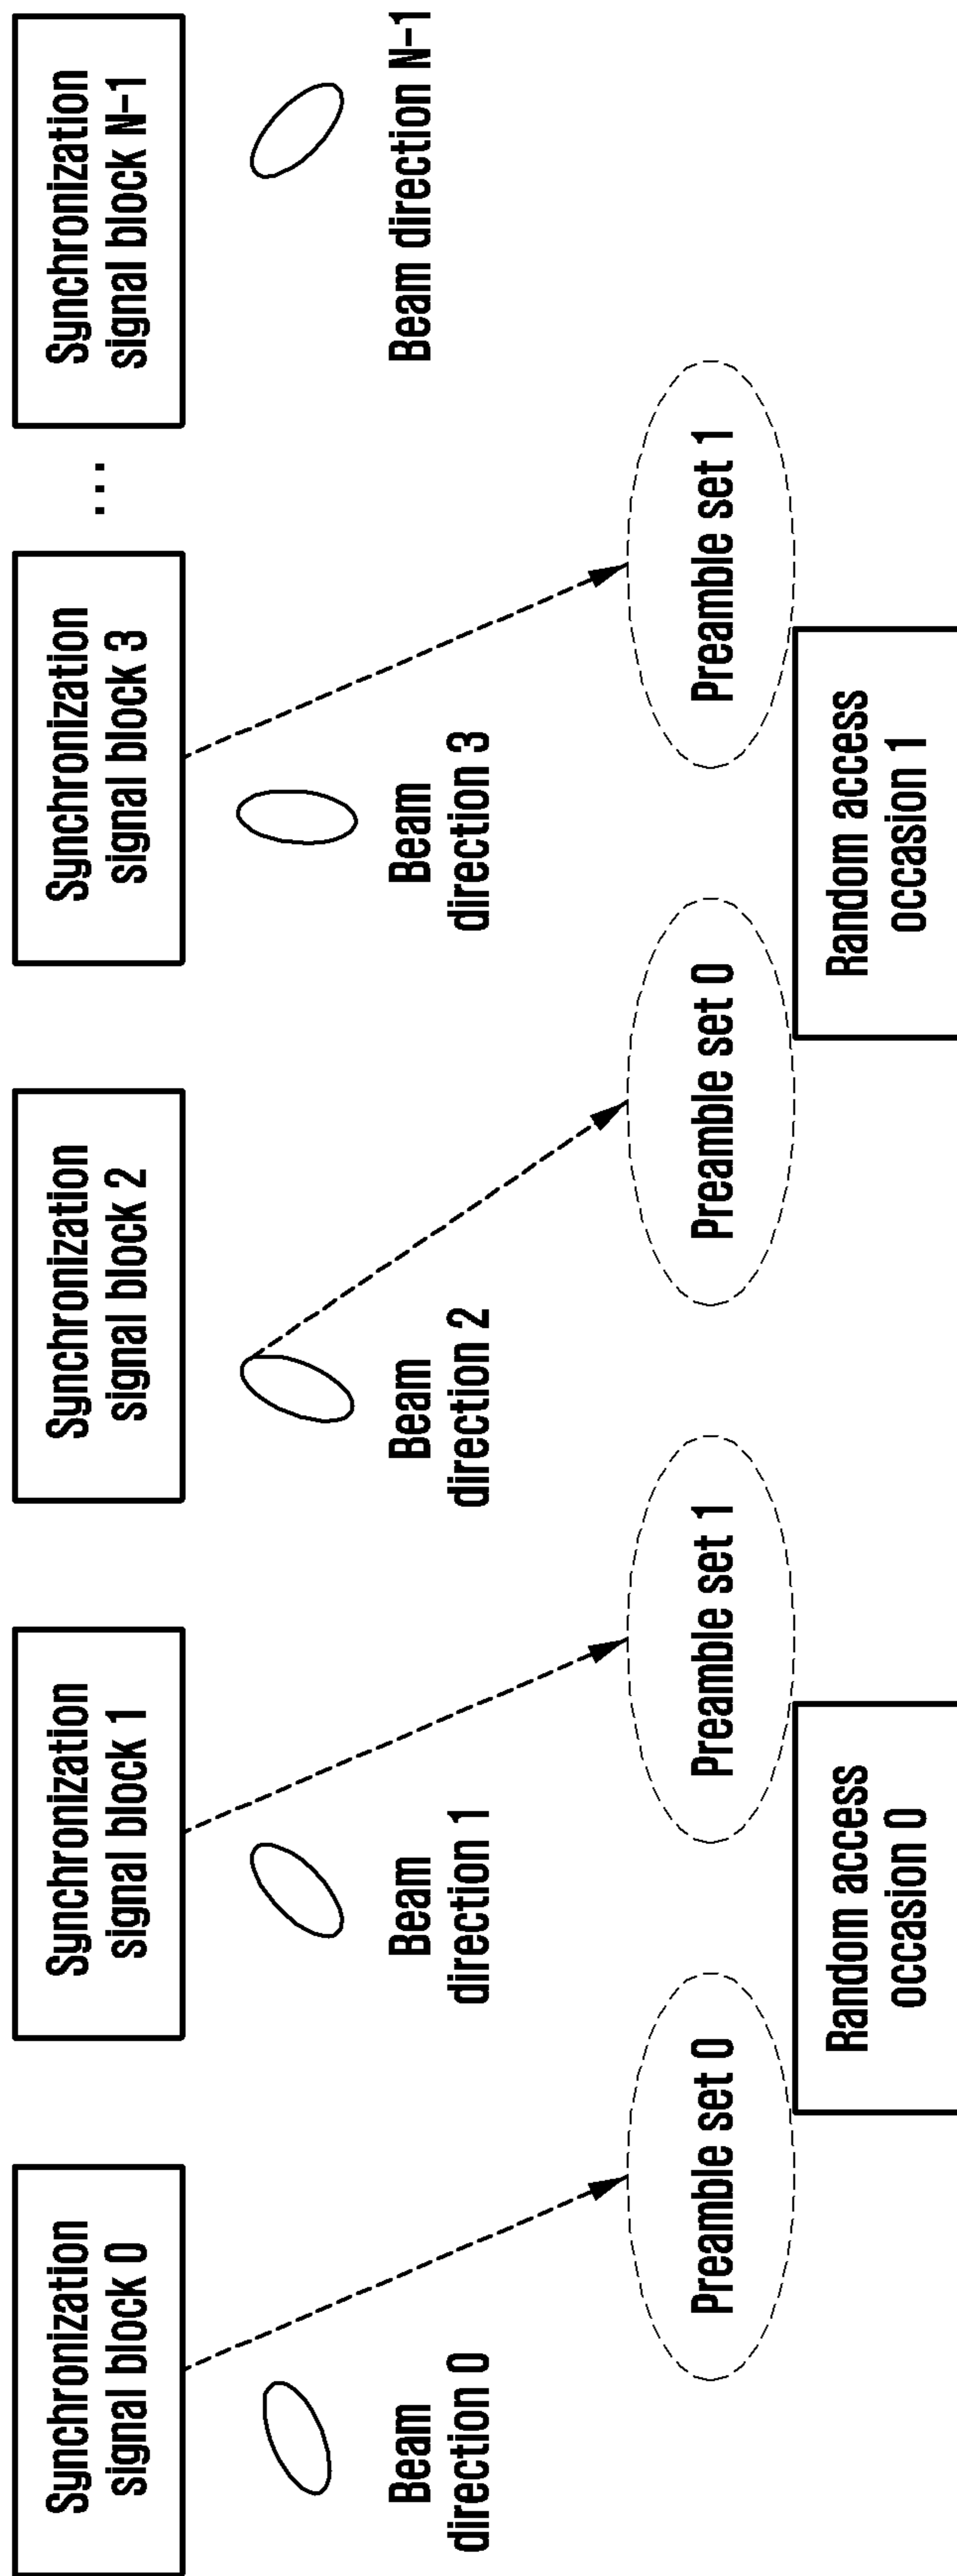 Synchronization
signal block 0
Synchronization
signal block 1
Synchronization
signal block 2
Synchronization
signal block 3
...
Synchronization
signal block N-1
Beam
direction 0
Beam
direction 1
Beam
direction 2
Beam
direction 3
Beam direction N-1
Preamble set 0
Preamble set 1
Preamble set 0
Preamble set 1
Random access
occasion 0
Random access
occasion 1